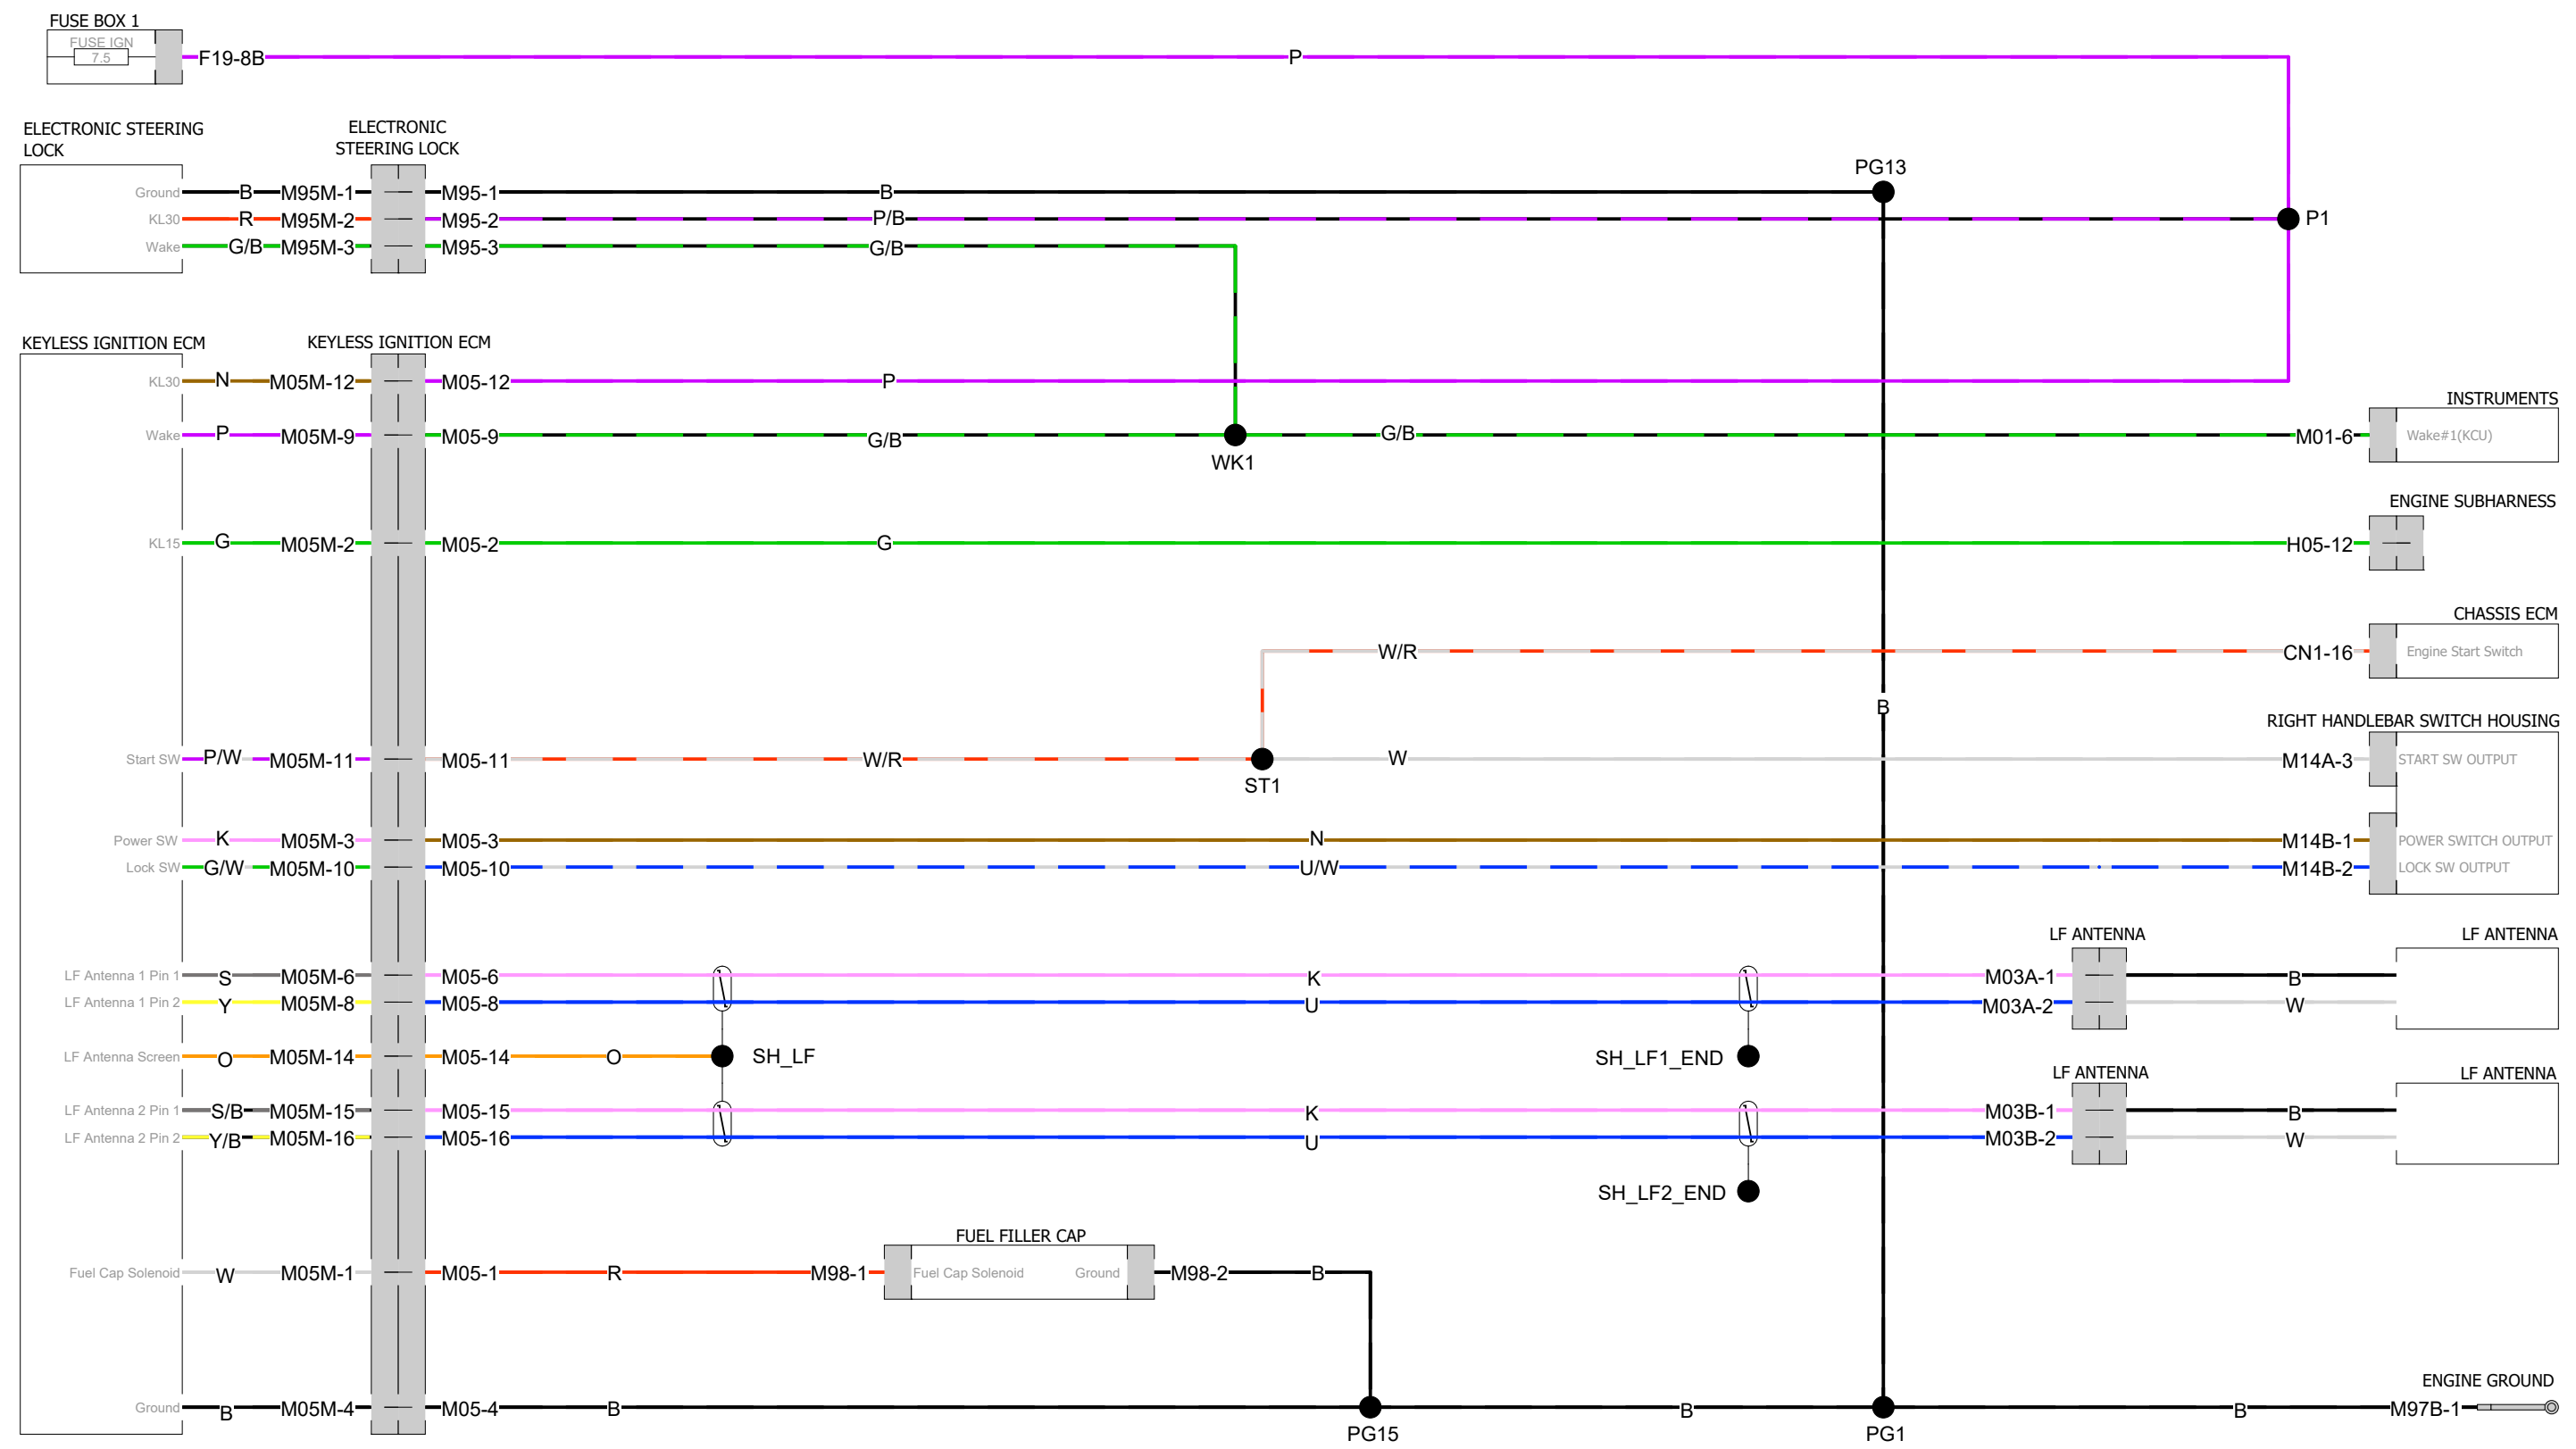 FUSE BOX 1
FUSE IGN
7.5
F19-8B
P
ELECTRONIC STEERING
LOCK
ELECTRONIC
STEERING LOCK
PG13
Ground
B
M95M-1
M95-1
B
KL30
R
M95M-2
M95-2
P/B
P1
Wake
G/B
M95M-3
M95-3
G/B
KEYLESS IGNITION ECM
KEYLESS IGNITION ECM
KL30
N
M05M-12
M05-12
P
INSTRUMENTS
Wake
P
M05M-9
M05-9
G/B
G/B
M01-6
Wake#1(KCU)
WK1
ENGINE SUBHARNESS
KL15
G
M05M-2
M05-2
G
H05-12
CHASSIS ECM
W/R
CN1-16
Engine Start Switch
B
RIGHT HANDLEBAR SWITCH HOUSING
Start SW
P/W
M05M-11
M05-11
W/R
W
M14A-3
START SW OUTPUT
ST1
Power SW
K
M05M-3
M05-3
N
M14B-1
POWER SWITCH OUTPUT
Lock SW
G/W
M05M-10
M05-10
U/W
M14B-2
LOCK SW OUTPUT
LF ANTENNA
LF ANTENNA
LF Antenna 1 Pin 1
S
M05M-6
M05-6
K
M03A-1
B
LF Antenna 1 Pin 2
Y
M05M-8
M05-8
U
M03A-2
W
LF Antenna Screen
O
M05M-14
M05-14
O
SH_LF
SH_LF1_END
LF ANTENNA
LF ANTENNA
LF Antenna 2 Pin 1
S/B
M05M-15
M05-15
K
M03B-1
B
LF Antenna 2 Pin 2
Y/B
M05M-16
M05-16
U
M03B-2
W
SH_LF2_END
FUEL FILLER CAP
Fuel Cap Solenoid
W
M05M-1
M05-1
R
M98-1
Fuel Cap Solenoid
Ground
M98-2
B
ENGINE GROUND
Ground
B
M05M-4
M05-4
B
B
B
M97B-1
PG15
PG1